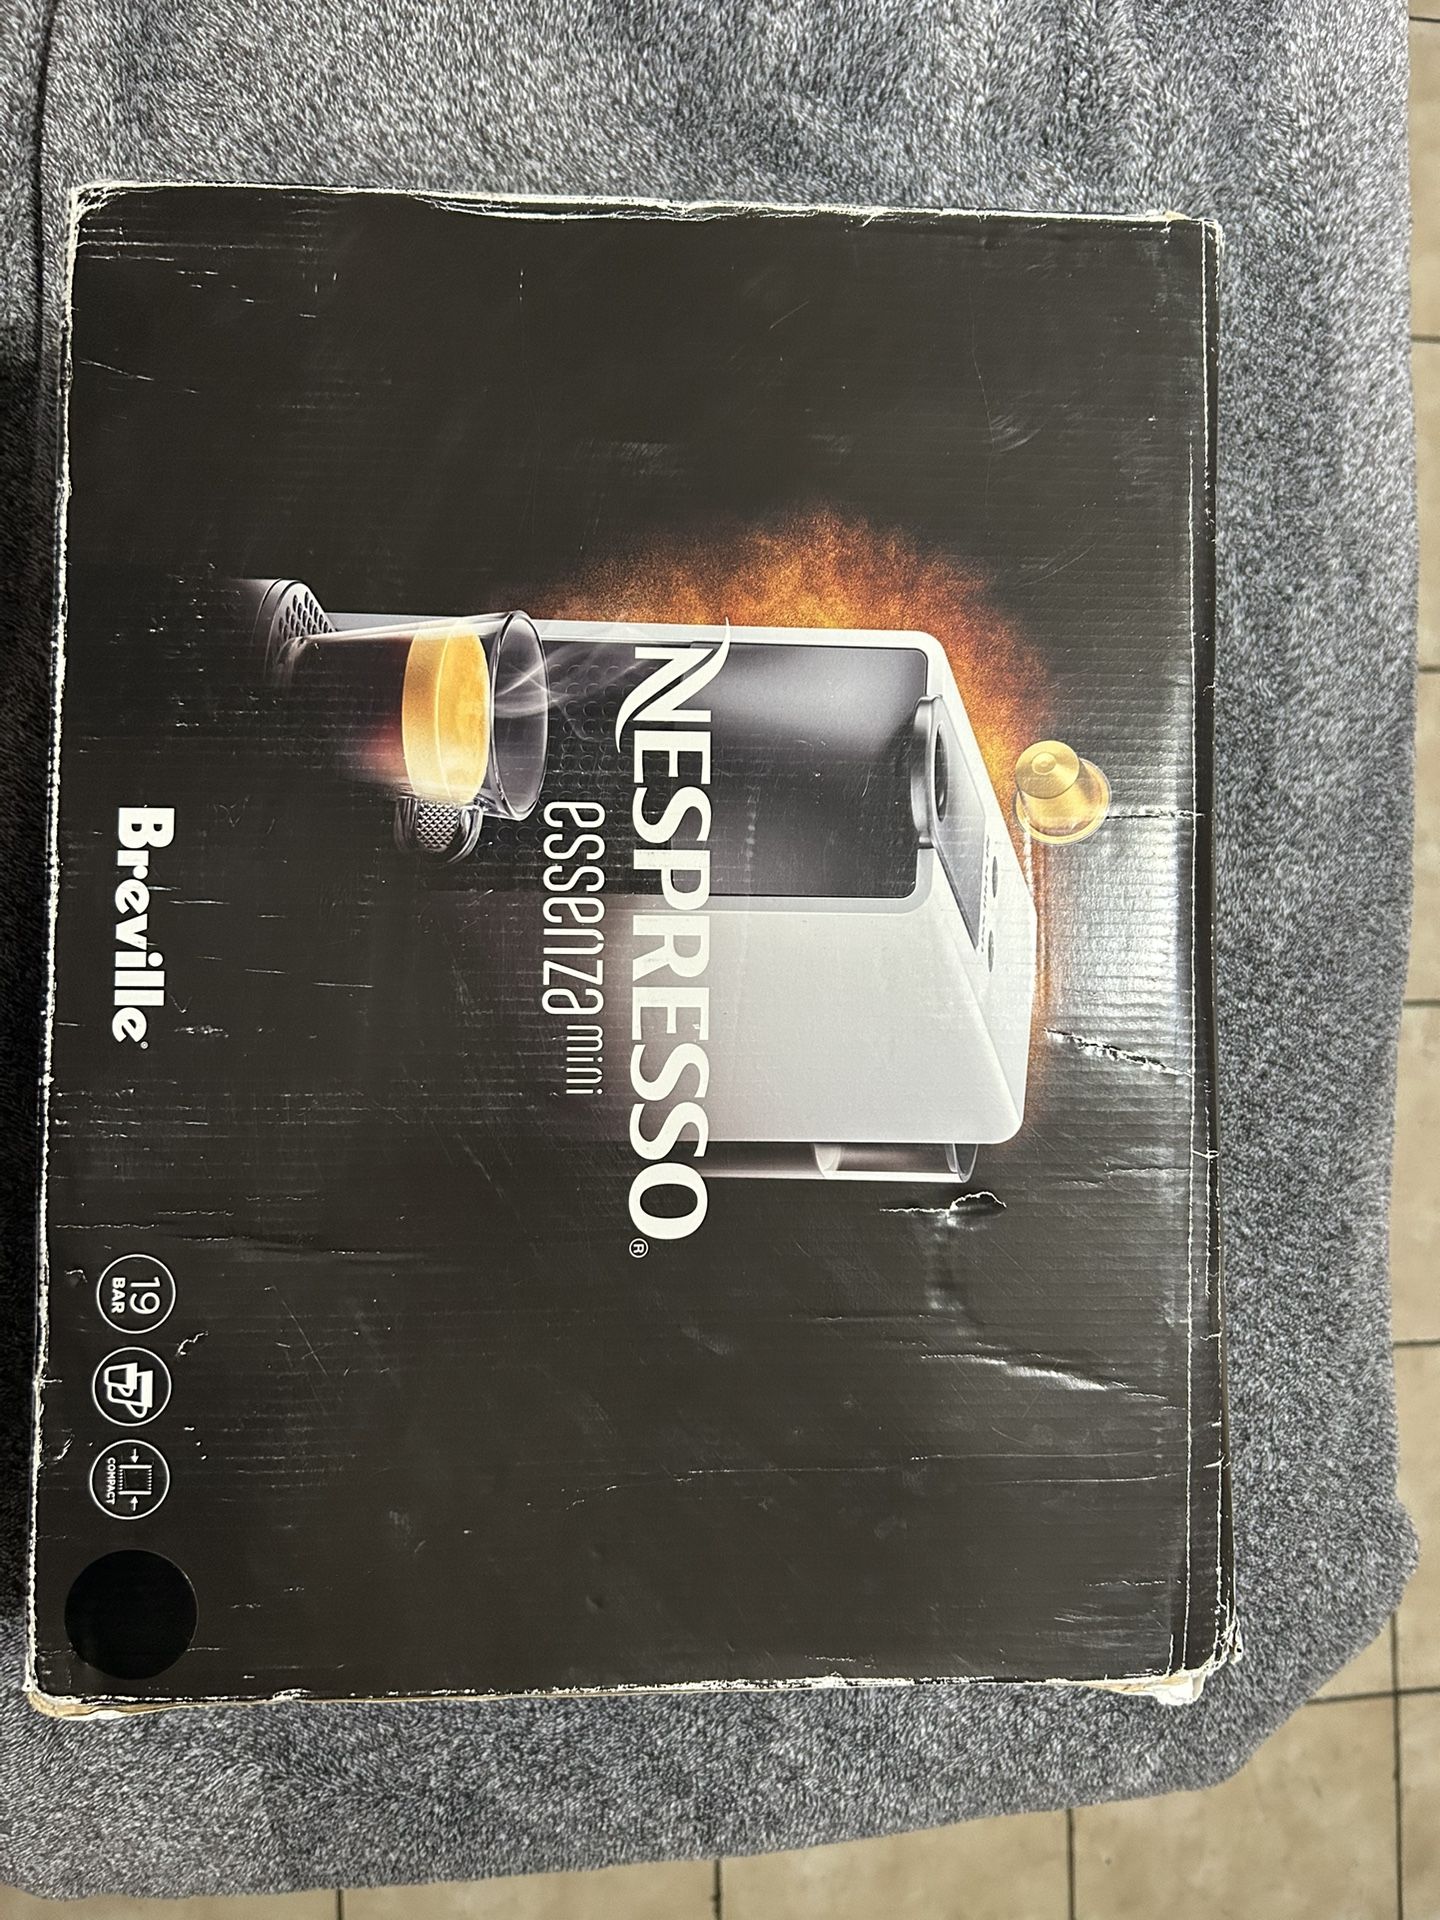 NESPRESSO®
essenza mini
Breville®
19
BAR
COMPACT